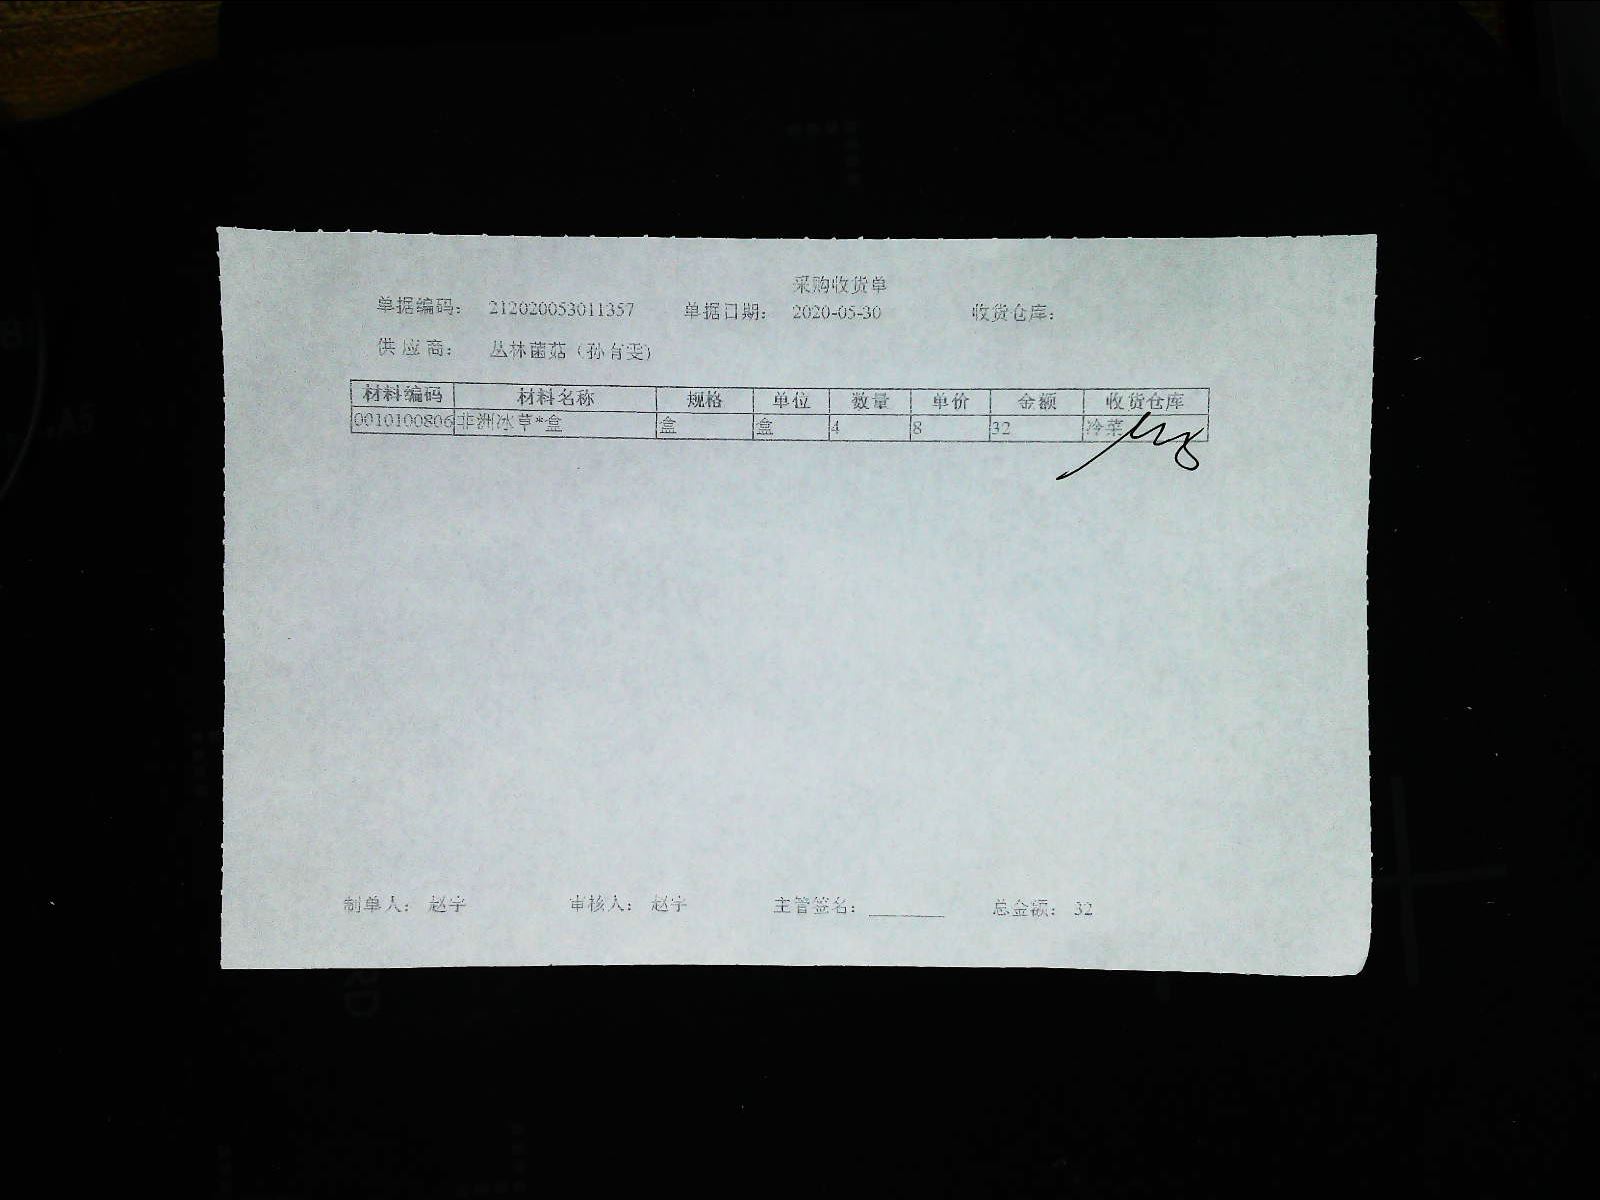 采购收货单
单据编码： 212020053011357 单据日期： 2020-05-30 收货仓库：
供应商： 丛林菌菇（孙育雯）
材料编码 材料名称 规格 单位 数量 单价 金额 收货仓库
0010100806 非洲冰草*盒 盒 盒 4 8 32 冷菜
制单人： 赵宇 审核人： 赵宇 主管签名： 总金额： 32